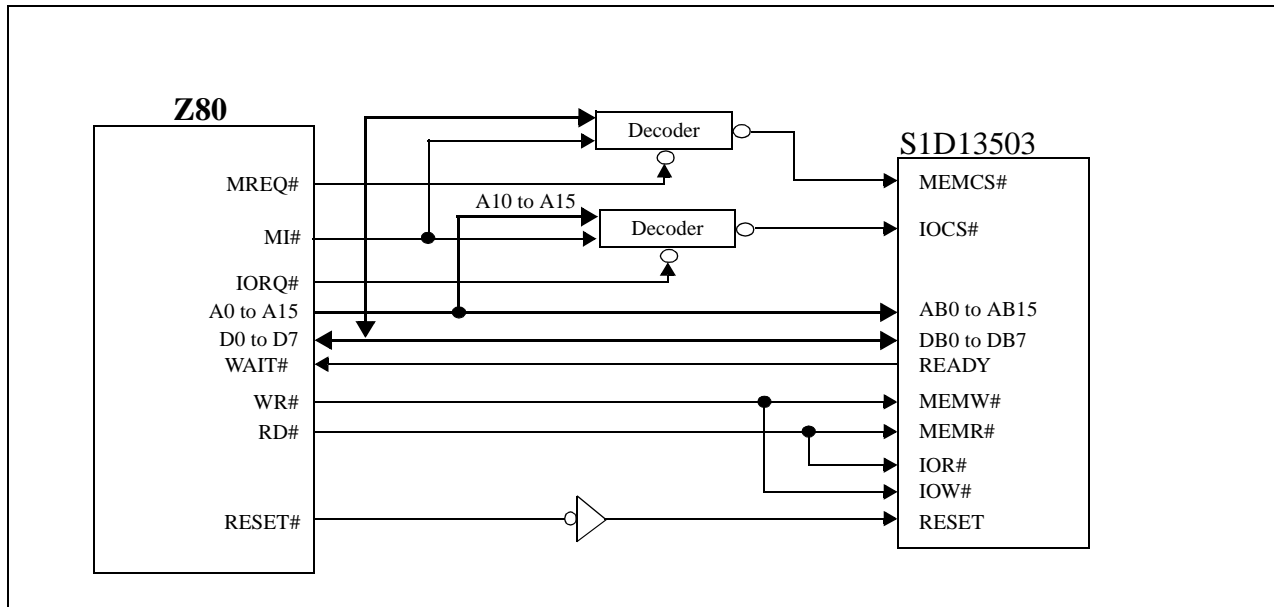 Z80
Decoder
S1D13503
MREQ#
MEMCS#
A10 to A15
Decoder
MI#
IOCS#
IORQ#
A0 to A15
AB0 to AB15
D0 to D7
DB0 to DB7
WAIT#
READY
WR#
MEMW#
RD#
MEMR#
IOR#
IOW#
RESET#
RESET